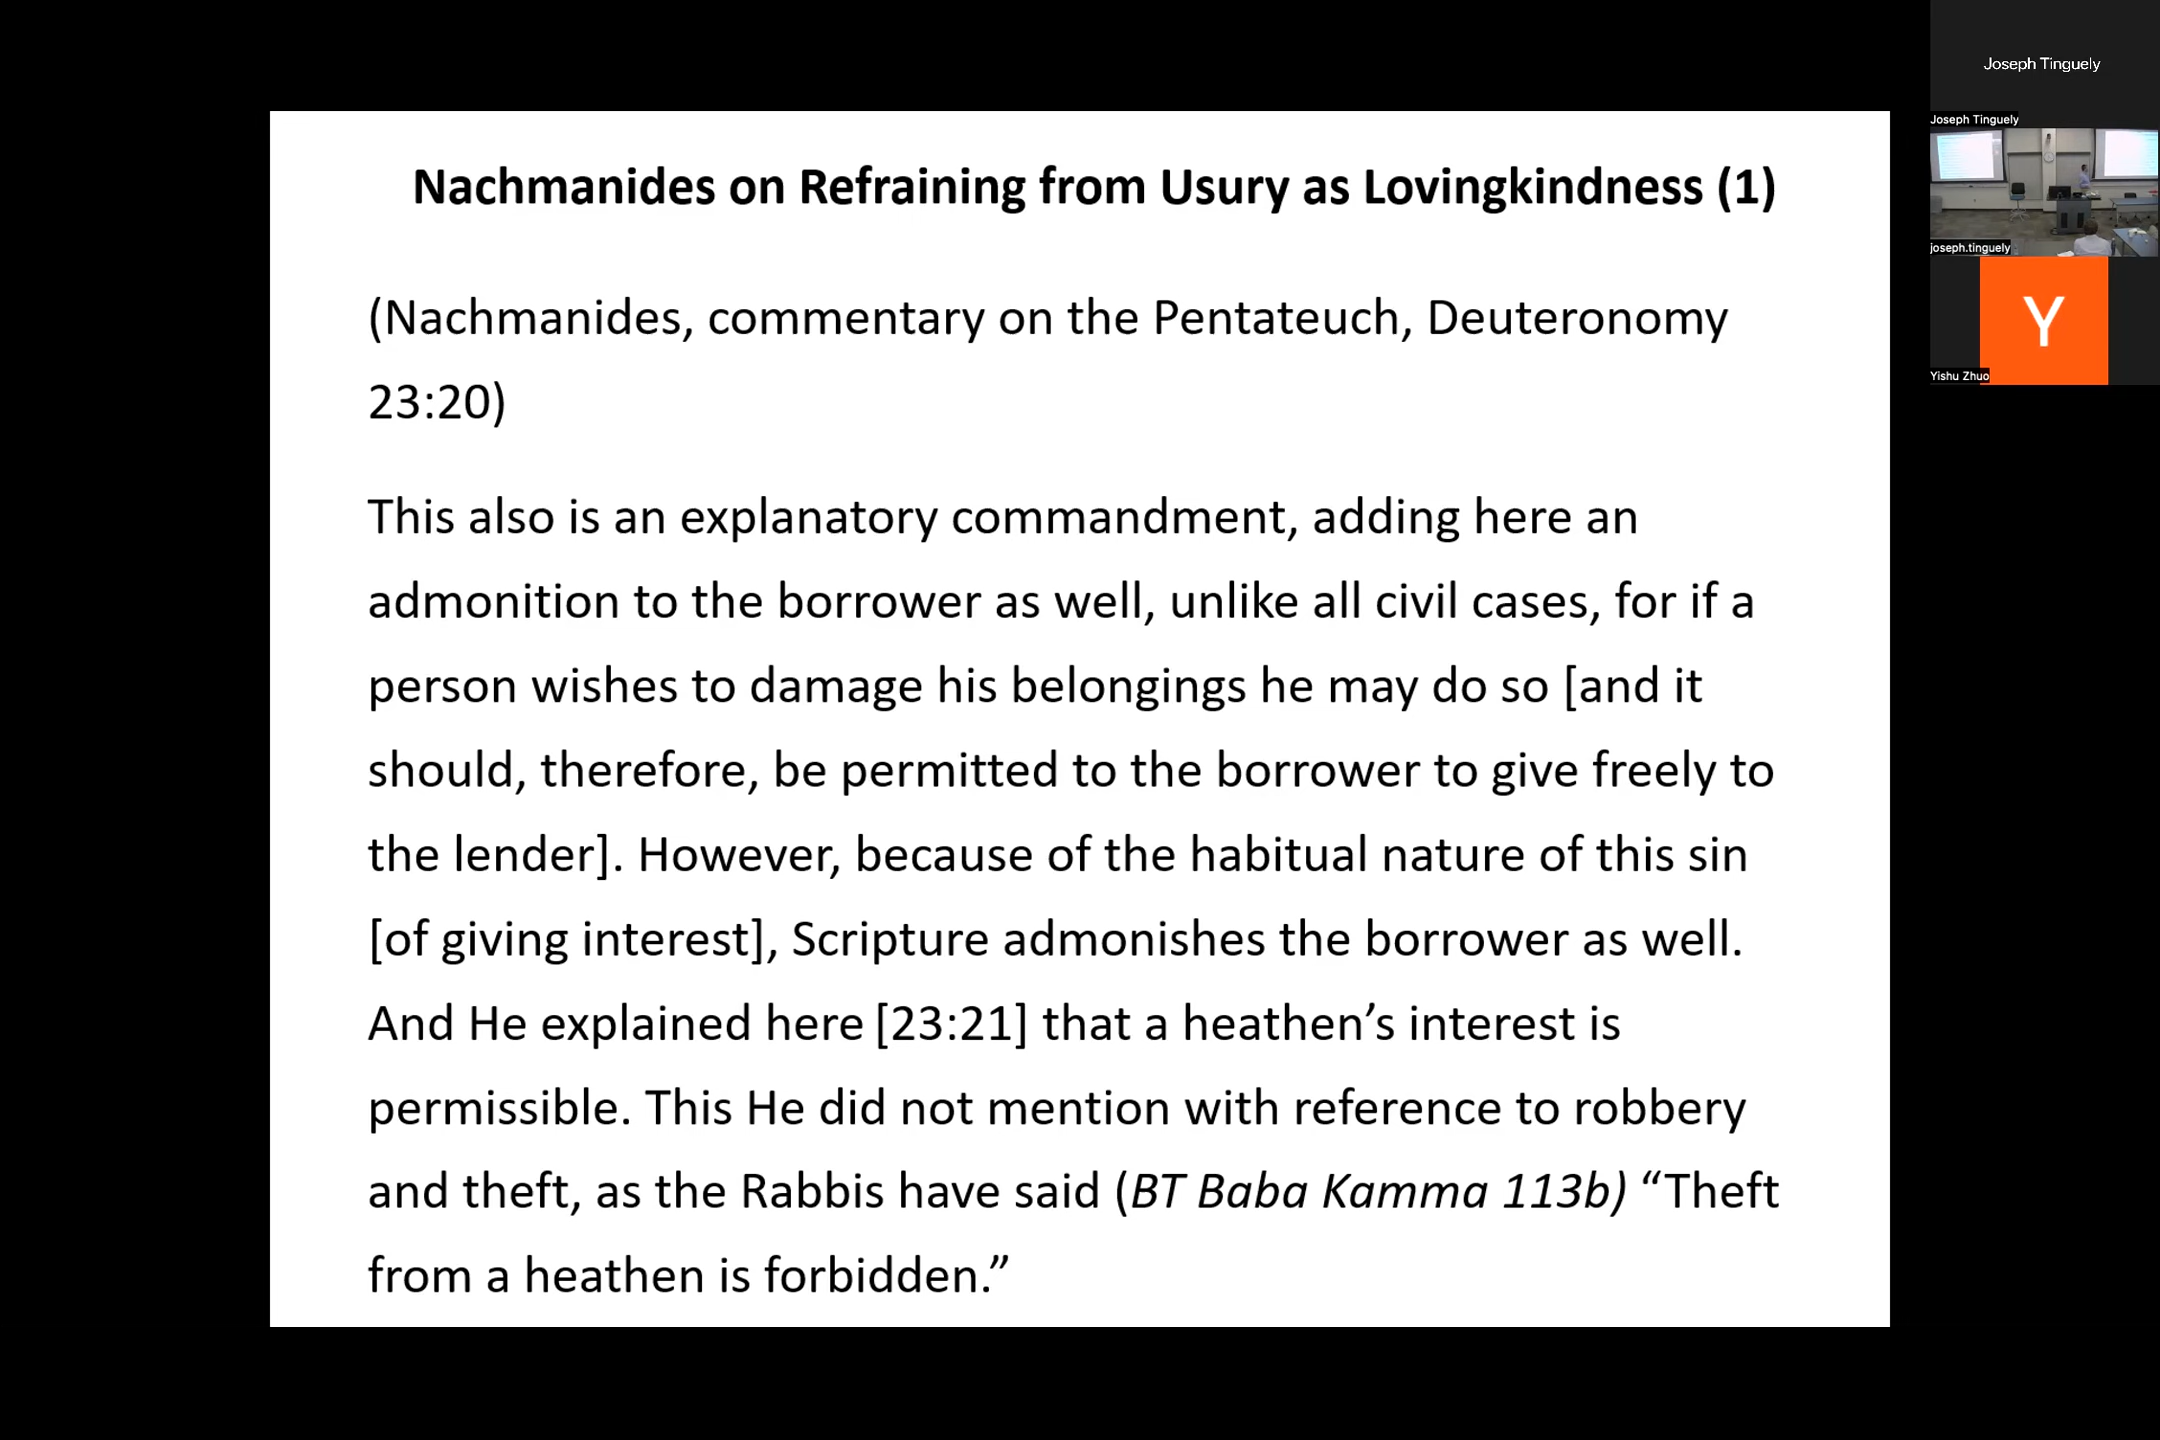 Nachmanides on Refraining from Usury as Lovingkindness (1)
(Nachmanides, commentary on the Pentateuch, Deuteronomy
23:20)
This also is an explanatory commandment, adding here an
admonition to the borrower as well, unlike all civil cases, for if a
person wishes to damage his belongings he may do so [and it
should, therefore, be permitted to the borrower to give freely to
the lender]. However, because of the habitual nature of this sin
[of giving interest], Scripture admonishes the borrower as well.
And He explained here [23:21] that a heathen’s interest is
permissible. This He did not mention with reference to robbery
and theft, as the Rabbis have said (BT Baba Kamma 113b) “Theft
from a heathen is forbidden.”
Joseph Tinguely
Joseph Tinguely
joseph.tinguely
Y
Yishu Zhuo